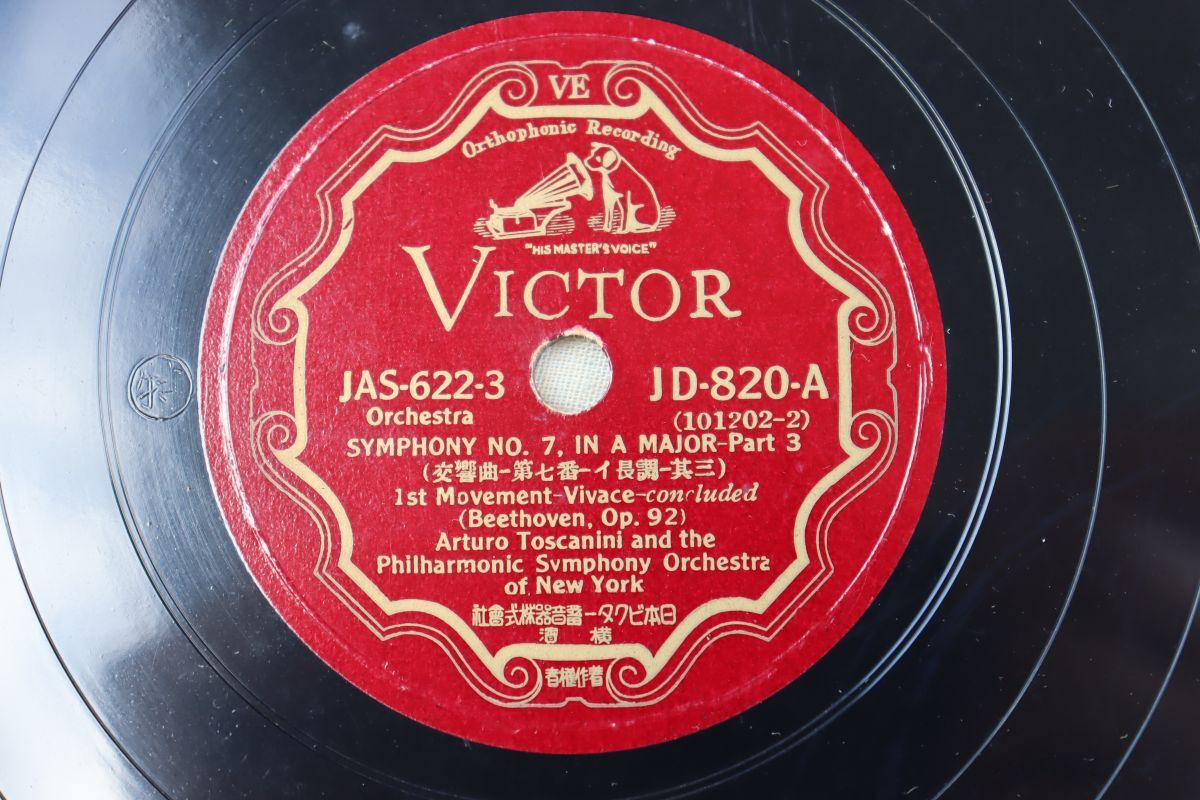 VE
Orthophonic Recording
"HIS MASTER'S VOICE"
VICTOR
JAS-622-3 JD-820-A
Orchestra (101202-2)
SYMPHONY NO. 7, IN A MAJOR-Part 3
(交響曲-第七番-イ長調-其三)
1st Movement-Vivace-concluded
(Beethoven, Op. 92)
Arturo Toscanini and the
Philharmonic Symphony Orchestra
of New York
日本ビクター蓄音器株式會社
横濱
著作權者